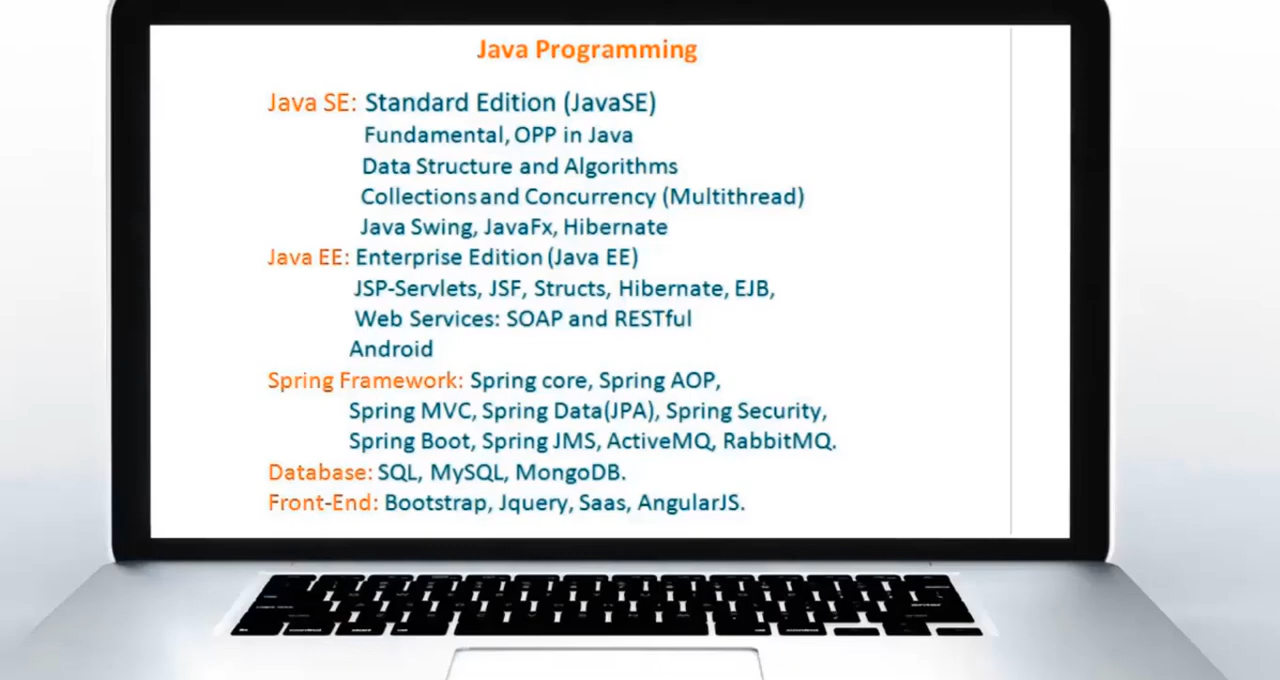 Java Programming
Java SE: Standard Edition (JavaSE)
Fundamental, OPP in Java
Data Structure and Algorithms
Collections and Concurrency (Multithread)
Java Swing, JavaFx, Hibernate
Java EE: Enterprise Edition (Java EE)
JSP-Servlets, JSF, Structs, Hibernate, EJB,
Web Services: SOAP and RESTful
Android
Spring Framework: Spring core, Spring AOP,
Spring MVC, Spring Data(JPA), Spring Security,
Spring Boot, Spring JMS, ActiveMQ, RabbitMQ.
Database: SQL, MySQL, MongoDB.
Front-End: Bootstrap, Jquery, Saas, AngularJS.
enter